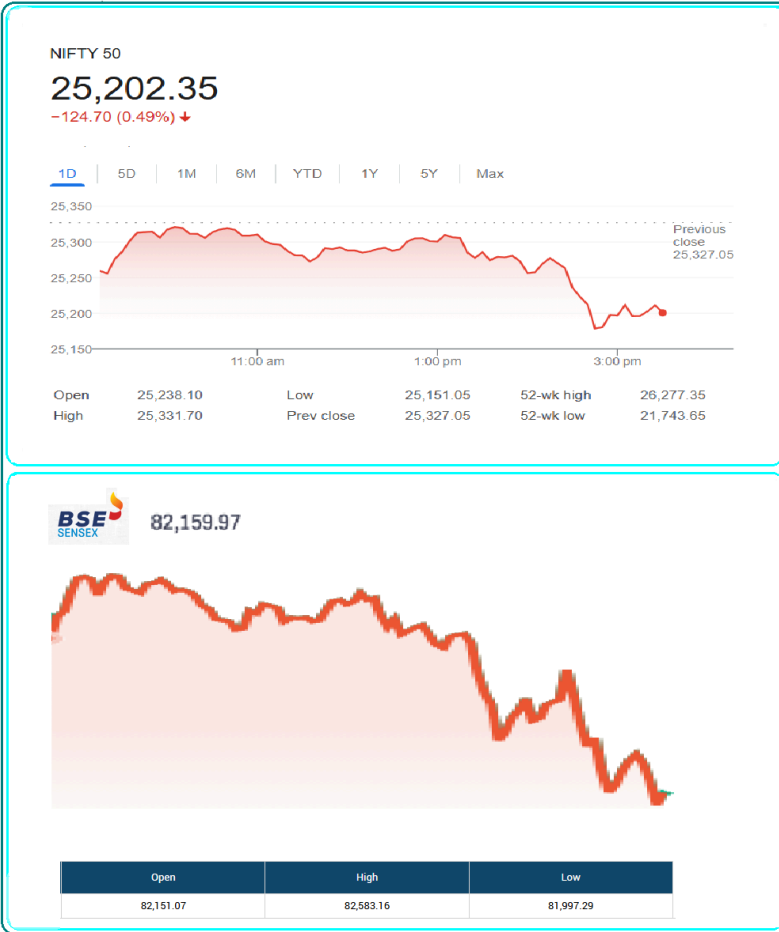 NIFTY 50
25,202.35
−124.70 (0.49%) ↓
1D 5D 1M 6M YTD 1Y 5Y Max
25,350
Previous
close
25,327.05
25,300
25,250
25,200
25,150
11:00 am 1:00 pm 3:00 pm
Open 25,238.10 Low 25,151.05 52-wk high 26,277.35
High 25,331.70 Prev close 25,327.05 52-wk low 21,743.65
BSE
SENSEX
82,159.97
Open High Low
82,151.07 82,583.16 81,997.29